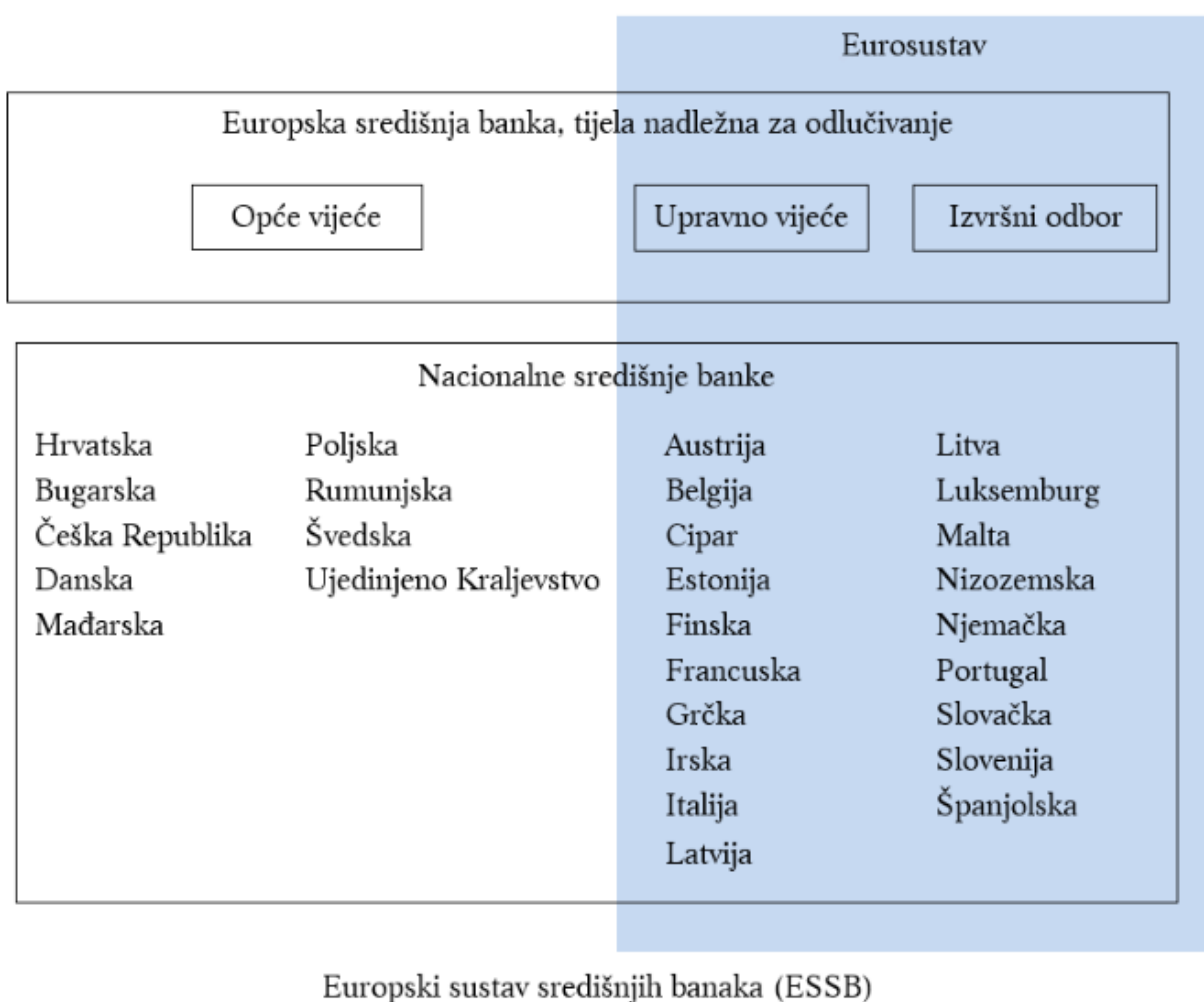 Eurosustav
Europska središnja banka, tijela nadležna za odlučivanje
Opće vijeće
Upravno vijeće
Izvršni odbor
Nacionalne središnje banke
Hrvatska
Bugarska
Češka Republika
Danska
Mađarska
Poljska
Rumunjska
Švedska
Ujedinjeno Kraljevstvo
Austrija
Belgija
Cipar
Estonija
Finska
Francuska
Grčka
Irska
Italija
Latvija
Litva
Luksemburg
Malta
Nizozemska
Njemačka
Portugal
Slovačka
Slovenija
Španjolska
Europski sustav središnjih banaka (ESSB)